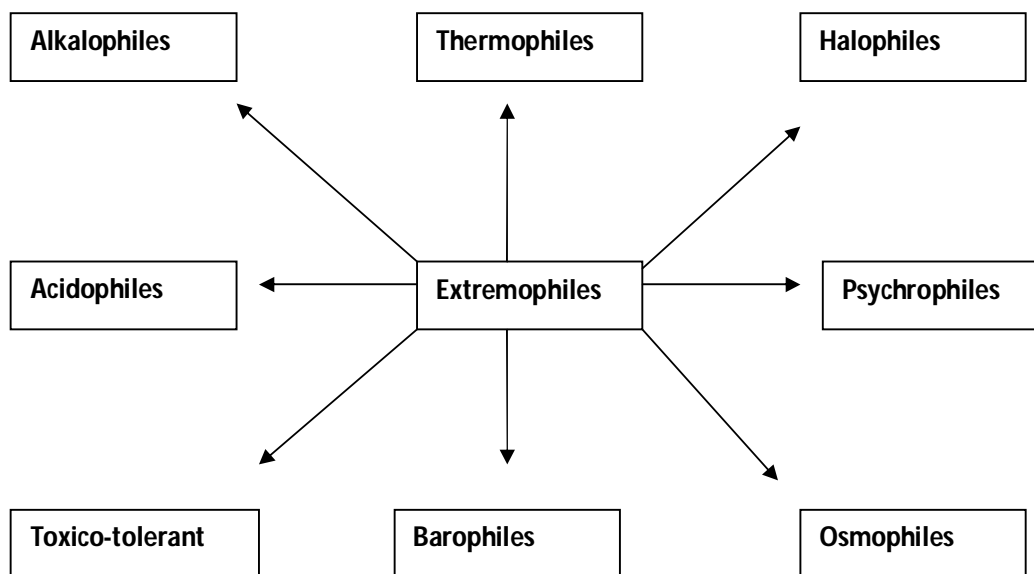 Alkalophiles
Thermophiles
Halophiles
Acidophiles
Extremophiles
Psychrophiles
Toxico-tolerant
Barophiles
Osmophiles